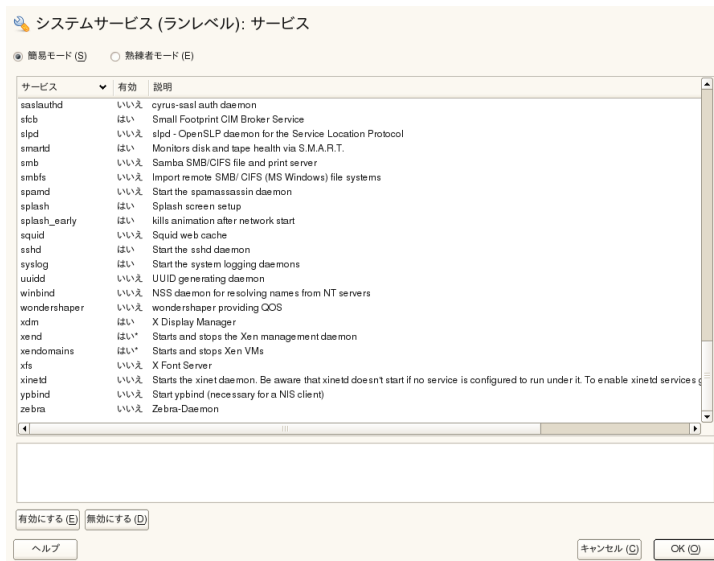 システムサービス (ランレベル): サービス
簡易モード (S) 熟練者モード (E)
サービス 有効 説明
saslauthd いいえ cyrus-sasl auth daemon
sfcb はい Small Footprint CIM Broker Service
slpd いいえ slpd - OpenSLP daemon for the Service Location Protocol
smartd はい Monitors disk and tape health via S.M.A.R.T.
smb いいえ Samba SMB/CIFS file and print server
smbfs いいえ Import remote SMB/ CIFS (MS Windows) file systems
spamd いいえ Start the spamassassin daemon
splash はい Splash screen setup
splash_early はい kills animation after network start
squid いいえ Squid web cache
sshd はい Start the sshd daemon
syslog はい Start the system logging daemons
uuidd いいえ UUID generating daemon
winbind いいえ NSS daemon for resolving names from NT servers
wondershaper いいえ wondershaper providing QOS
xdm はい X Display Manager
xend はい* Starts and stops the Xen management daemon
xendomains はい* Starts and stops Xen VMs
xfs いいえ X Font Server
xinetd いいえ Starts the xinet daemon. Be aware that xinetd doesn't start if no service is configured to run under it. To enable xinetd services
ypbind いいえ Start ypbind (necessary for a NIS client)
zebra いいえ Zebra-Daemon
有効にする (E) 無効にする (D)
ヘルプ キャンセル (C) OK (O)